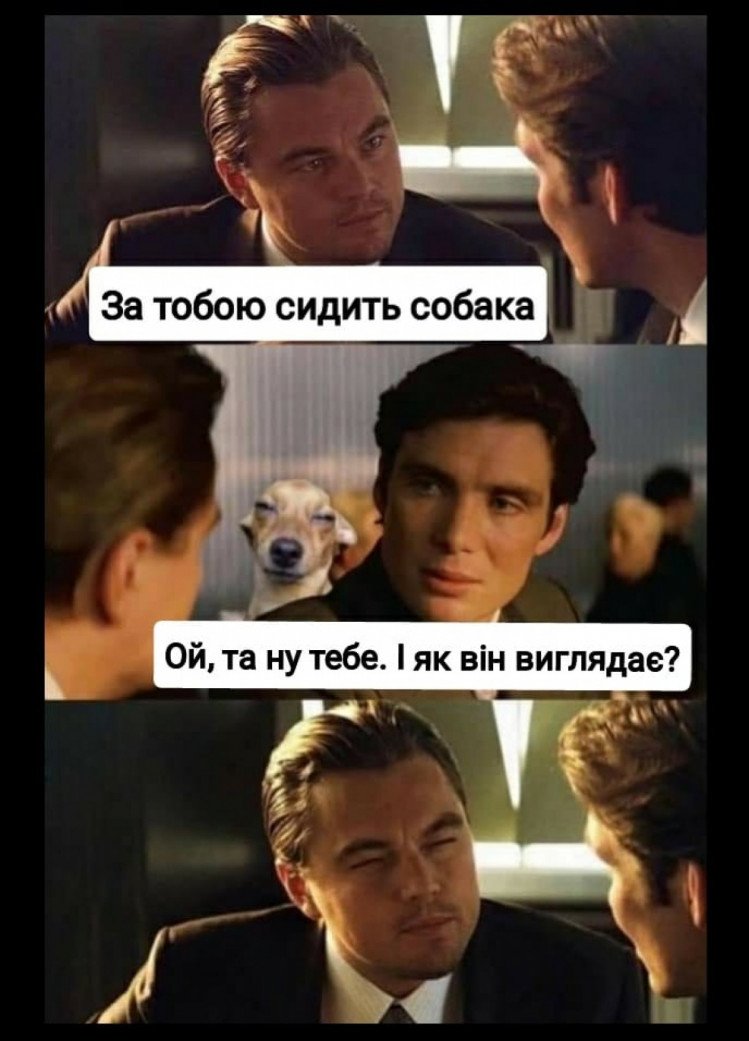 За тобою сидить собака
Ой, та ну тебе. І як він виглядає?